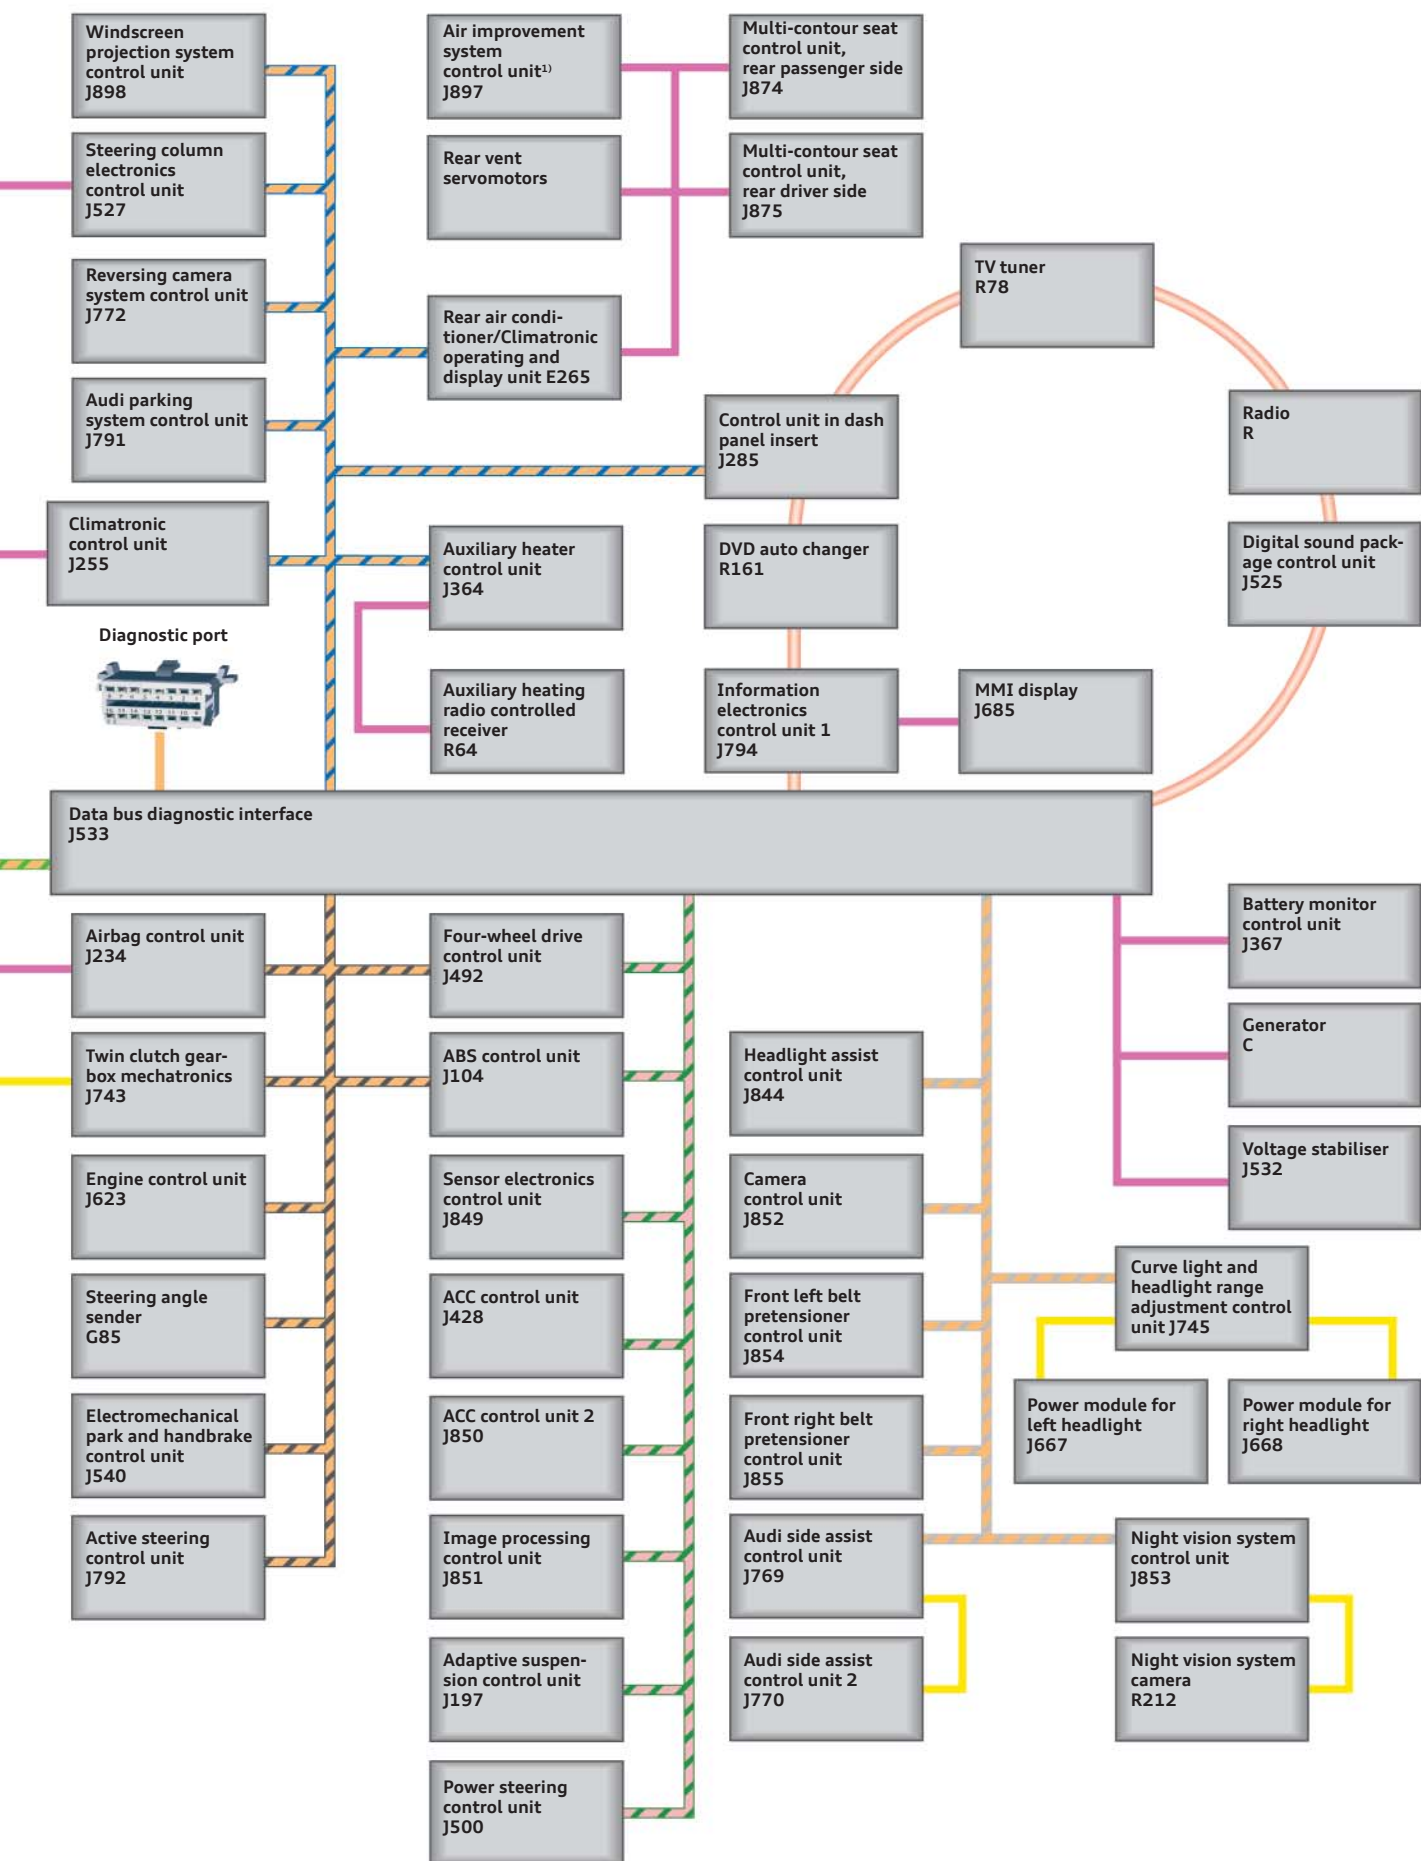 Windscreen
projection system
control unit
J898
Air improvement
system
control unit¹⁾
J897
Multi-contour seat
control unit,
rear passenger side
J874
Steering column
electronics
control unit
J527
Rear vent
servomotors
Multi-contour seat
control unit,
rear driver side
J875
Reversing camera
system control unit
J772
Rear air condi-
tioner/Climatronic
operating and
display unit E265
TV tuner
R78
Audi parking
system control unit
J791
Control unit in dash
panel insert
J285
Radio
R
Climatronic
control unit
J255
Auxiliary heater
control unit
J364
DVD auto changer
R161
Digital sound pack-
age control unit
J525
Diagnostic port
Auxiliary heating
radio controlled
receiver
R64
Information
electronics
control unit 1
J794
MMI display
J685
Data bus diagnostic interface
J533
Airbag control unit
J234
Four-wheel drive
control unit
J492
Battery monitor
control unit
J367
Twin clutch gear-
box mechatronics
J743
ABS control unit
J104
Headlight assist
control unit
J844
Generator
C
Engine control unit
J623
Sensor electronics
control unit
J849
Camera
control unit
J852
Voltage stabiliser
J532
Steering angle
sender
G85
ACC control unit
J428
Front left belt
pretensioner
control unit
J854
Curve light and
headlight range
adjustment control
unit J745
Electromechanical
park and handbrake
control unit
J540
ACC control unit 2
J850
Front right belt
pretensioner
control unit
J855
Power module for
left headlight
J667
Power module for
right headlight
J668
Active steering
control unit
J792
Image processing
control unit
J851
Audi side assist
control unit
J769
Night vision system
control unit
J853
Adaptive suspen-
sion control unit
J197
Audi side assist
control unit 2
J770
Night vision system
camera
R212
Power steering
control unit
J500